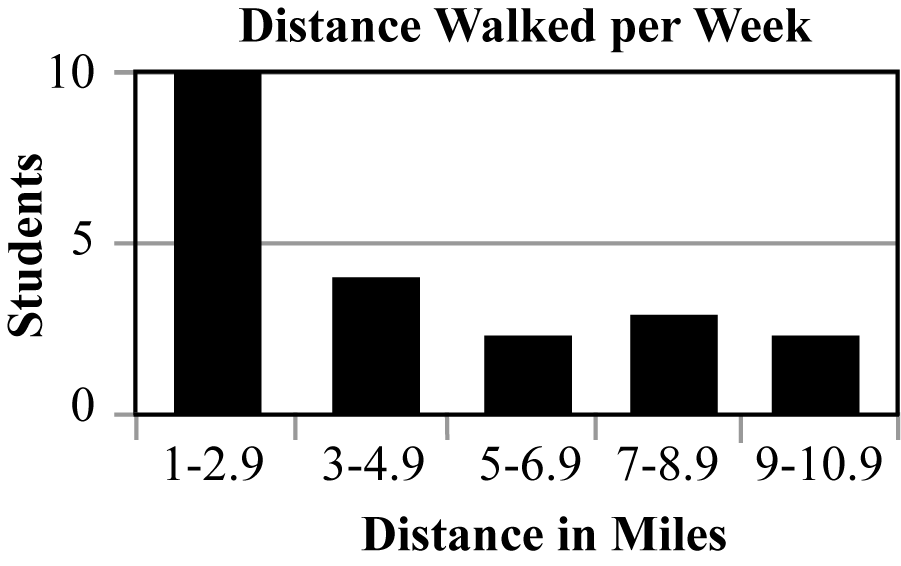 Distance Walked per Week
Students
10
5
0
1-2.9 3-4.9 5-6.9 7-8.9 9-10.9
Distance in Miles